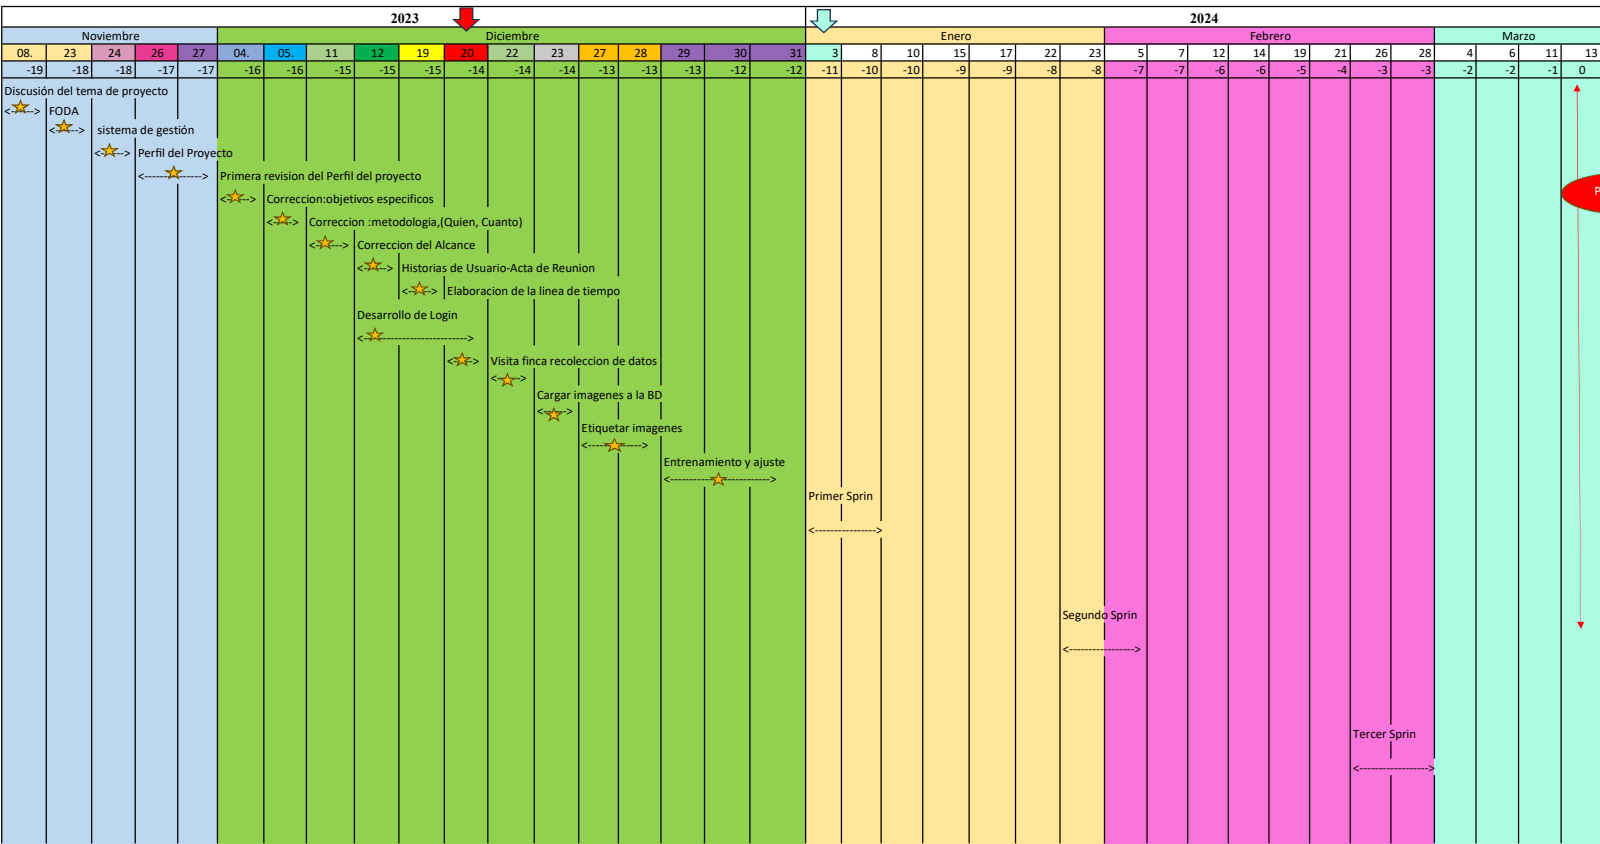 2023 2024
Noviembre Diciembre Enero Febrero Marzo
08. 23 24 26 27 04. 05. 11 12 19 20 22 23 27 28 29 30 31 3 8 10 15 17 22 23 5 7 12 14 19 21 26 28 4 6 11 13
-19 -18 -18 -17 -17 -16 -16 -15 -15 -15 -14 -14 -14 -13 -13 -13 -12 -12 -11 -10 -10 -9 -9 -8 -8 -7 -7 -6 -6 -5 -4 -3 -3 -2 -2 -1 0
Discusión del tema de proyecto
FODA
sistema de gestión
Perfil del Proyecto
Primera revision del Perfil del proyecto
Correccion:objetivos especificos
Correccion :metodologia,(Quien, Cuanto)
Correccion del Alcance
Historias de Usuario-Acta de Reunion
Elaboracion de la linea de tiempo
Desarrollo de Login
Visita finca recoleccion de datos
Cargar imagenes a la BD
Etiquetar imagenes
Entrenamiento y ajuste
Primer Sprin
Segundo Sprin
Tercer Sprin